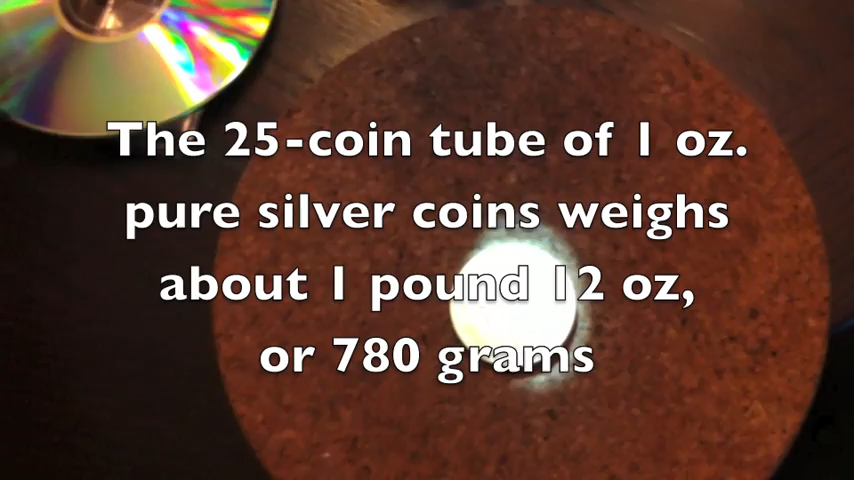 The 25-coin tube of 1 oz.
pure silver coins weighs
about 1 pound 12 oz,
or 780 grams